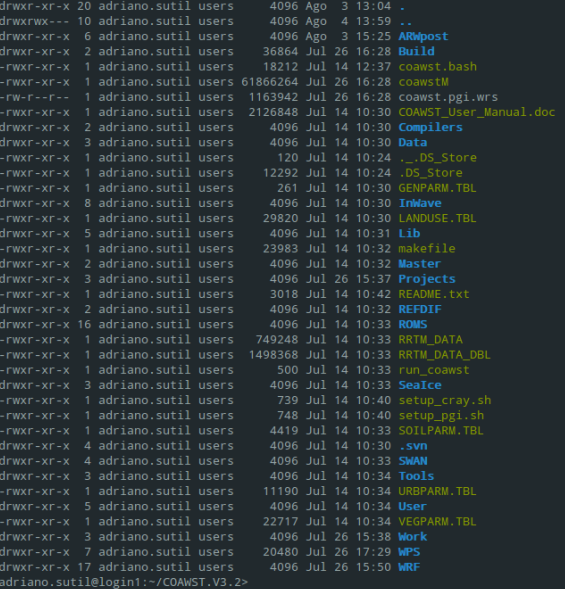 drwxr-xr-x 20 adriano.sutil users 4096 Ago 3 13:04 .
drwxrwx--- 10 adriano.sutil users 4096 Ago 4 13:59 ..
drwxr-xr-x 6 adriano.sutil users 4096 Ago 3 15:25 ARWpost
drwxr-xr-x 2 adriano.sutil users 36864 Jul 26 16:28 Build
-rwxr-xr-x 1 adriano.sutil users 18212 Jul 14 12:37 coawst.bash
-rwxr-xr-x 1 adriano.sutil users 61866264 Jul 26 16:28 coawstM
-rw-r--r-- 1 adriano.sutil users 1163942 Jul 26 16:28 coawst.pgi.wrs
-rwxr-xr-x 1 adriano.sutil users 2126848 Jul 14 10:30 COAWST_User_Manual.doc
drwxr-xr-x 2 adriano.sutil users 4096 Jul 14 10:30 Compilers
drwxr-xr-x 3 adriano.sutil users 4096 Jul 14 10:30 Data
-rwxr-xr-x 1 adriano.sutil users 120 Jul 14 10:24 ._.DS_Store
-rwxr-xr-x 1 adriano.sutil users 12292 Jul 14 10:24 .DS_Store
-rwxr-xr-x 1 adriano.sutil users 261 Jul 14 10:30 GENPARM.TBL
drwxr-xr-x 8 adriano.sutil users 4096 Jul 14 10:30 InWave
-rwxr-xr-x 1 adriano.sutil users 29820 Jul 14 10:30 LANDUSE.TBL
drwxr-xr-x 5 adriano.sutil users 4096 Jul 14 10:31 Lib
-rwxr-xr-x 1 adriano.sutil users 23983 Jul 14 10:32 makefile
drwxr-xr-x 2 adriano.sutil users 4096 Jul 14 10:32 Master
drwxr-xr-x 3 adriano.sutil users 4096 Jul 26 15:37 Projects
-rwxr-xr-x 1 adriano.sutil users 3018 Jul 14 10:42 README.txt
drwxr-xr-x 2 adriano.sutil users 4096 Jul 14 10:32 REFDIF
drwxr-xr-x 16 adriano.sutil users 4096 Jul 14 10:33 ROMS
-rwxr-xr-x 1 adriano.sutil users 749248 Jul 14 10:33 RRTM_DATA
-rwxr-xr-x 1 adriano.sutil users 1498368 Jul 14 10:33 RRTM_DATA_DBL
-rwxr-xr-x 1 adriano.sutil users 500 Jul 14 10:33 run_coawst
drwxr-xr-x 3 adriano.sutil users 4096 Jul 14 10:33 SeaIce
-rwxr-xr-x 1 adriano.sutil users 739 Jul 14 10:40 setup_cray.sh
-rwxr-xr-x 1 adriano.sutil users 748 Jul 14 10:40 setup_pgi.sh
-rwxr-xr-x 1 adriano.sutil users 4419 Jul 14 10:33 SOILPARM.TBL
drwxr-xr-x 4 adriano.sutil users 4096 Jul 14 10:30 .svn
drwxr-xr-x 4 adriano.sutil users 4096 Jul 14 10:33 SWAN
drwxr-xr-x 3 adriano.sutil users 4096 Jul 14 10:34 Tools
-rwxr-xr-x 1 adriano.sutil users 11190 Jul 14 10:34 URBPARM.TBL
drwxr-xr-x 5 adriano.sutil users 4096 Jul 14 10:34 User
-rwxr-xr-x 1 adriano.sutil users 22717 Jul 14 10:34 VEGPARM.TBL
drwxr-xr-x 3 adriano.sutil users 4096 Jul 26 15:38 Work
drwxr-xr-x 7 adriano.sutil users 20480 Jul 26 17:29 WPS
drwxr-xr-x 17 adriano.sutil users 4096 Jul 26 15:50 WRF
adriano.sutil@login1:~/COAWST.V3.2>